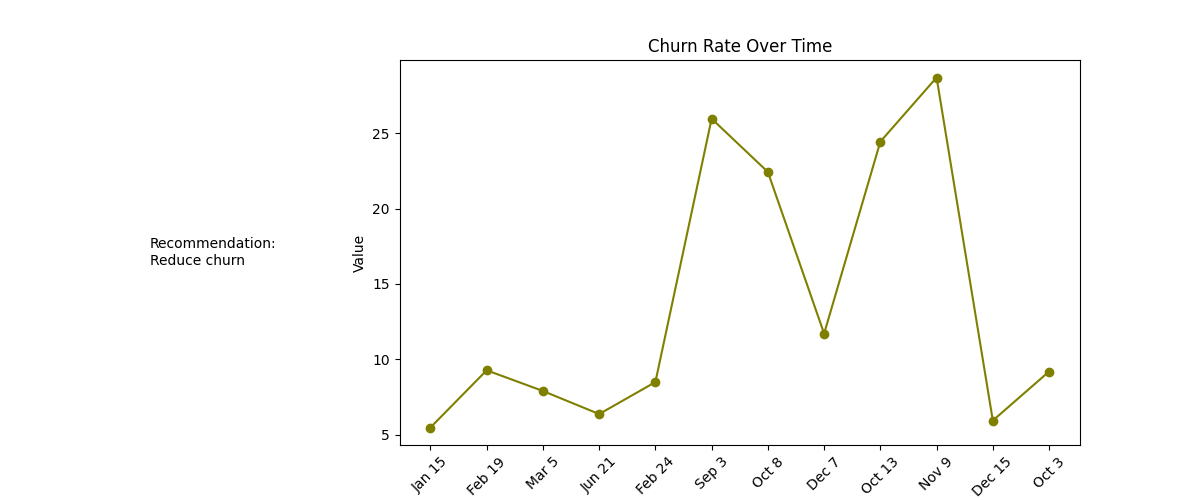 Churn Rate Over Time
Recommendation:
Reduce churn
Value
25
20
15
10
5
Jan 15
Feb 19
Mar 5
Jun 21
Feb 24
Sep 3
Oct 8
Dec 7
Oct 13
Nov 9
Dec 15
Oct 3